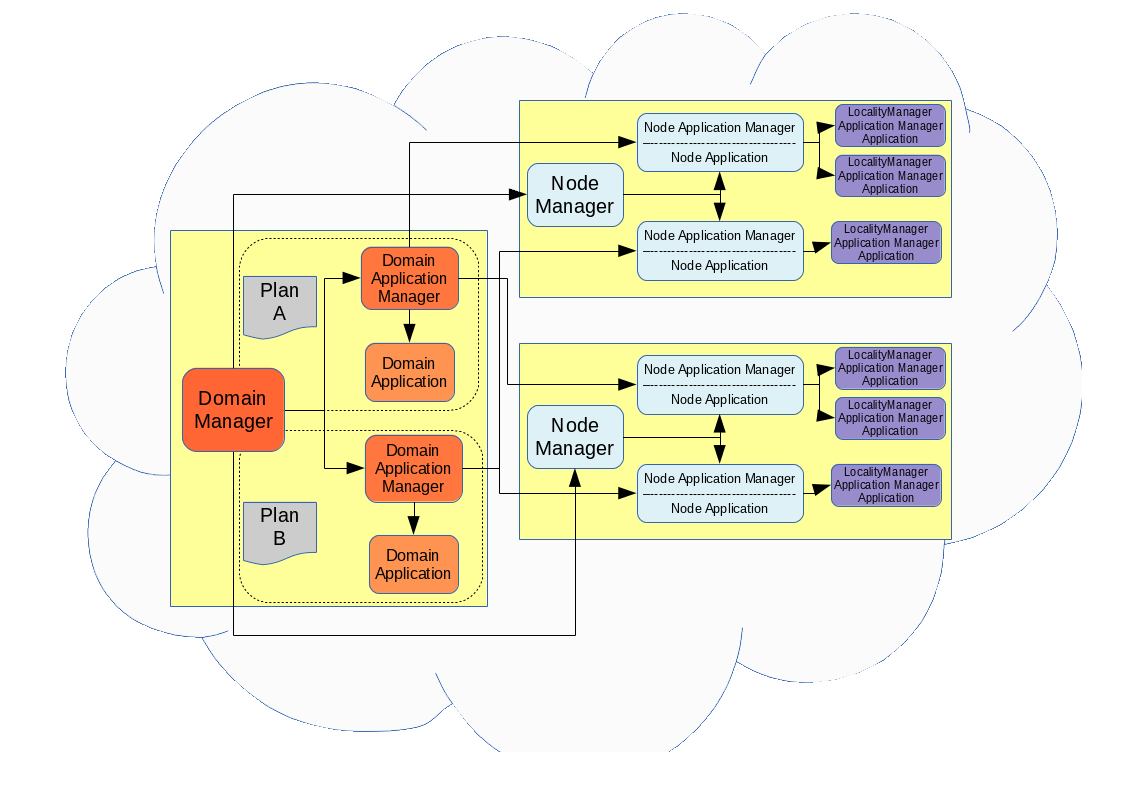 Domain
Manager
Plan
A
Domain
Application
Manager
Domain
Application
Plan
B
Domain
Application
Manager
Domain
Application
Node
Manager
Node Application Manager
Node Application
Node Application Manager
Node Application
LocalityManager
Application Manager
Application
LocalityManager
Application Manager
Application
LocalityManager
Application Manager
Application
Node
Manager
Node Application Manager
Node Application
Node Application Manager
Node Application
LocalityManager
Application Manager
Application
LocalityManager
Application Manager
Application
LocalityManager
Application Manager
Application